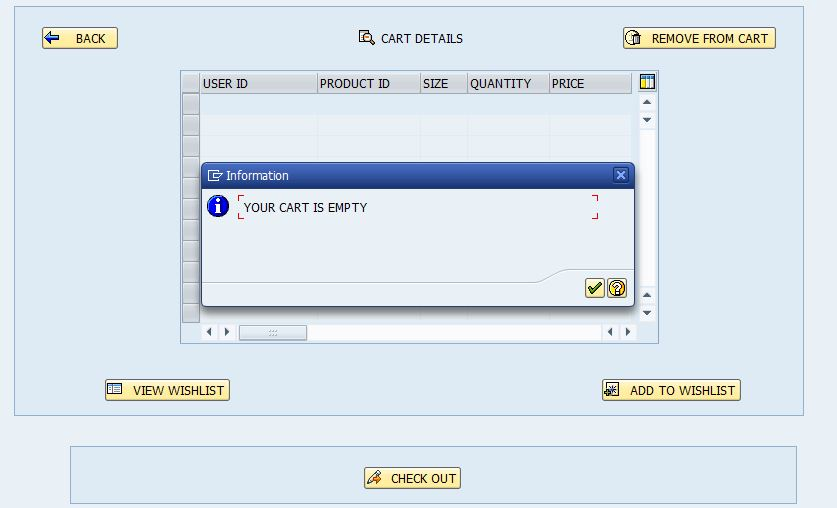 BACK
CART DETAILS
REMOVE FROM CART
USER ID PRODUCT ID SIZE QUANTITY PRICE
Information
YOUR CART IS EMPTY
VIEW WISHLIST
ADD TO WISHLIST
CHECK OUT